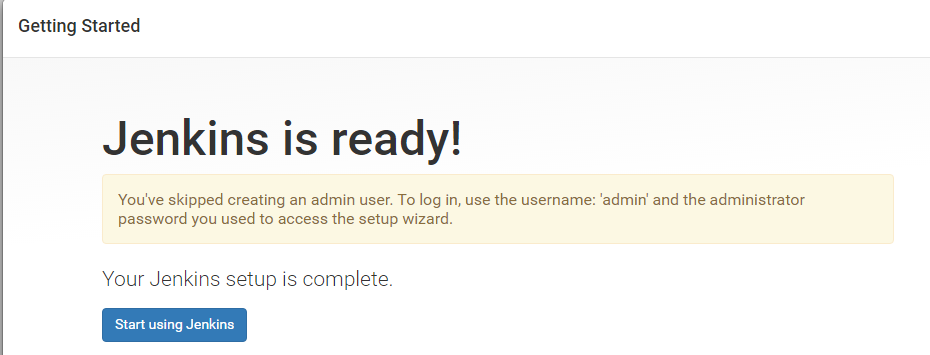 Getting Started
Jenkins is ready!
You've skipped creating an admin user. To log in, use the username: 'admin' and the administrator
password you used to access the setup wizard.
Your Jenkins setup is complete.
Start using Jenkins